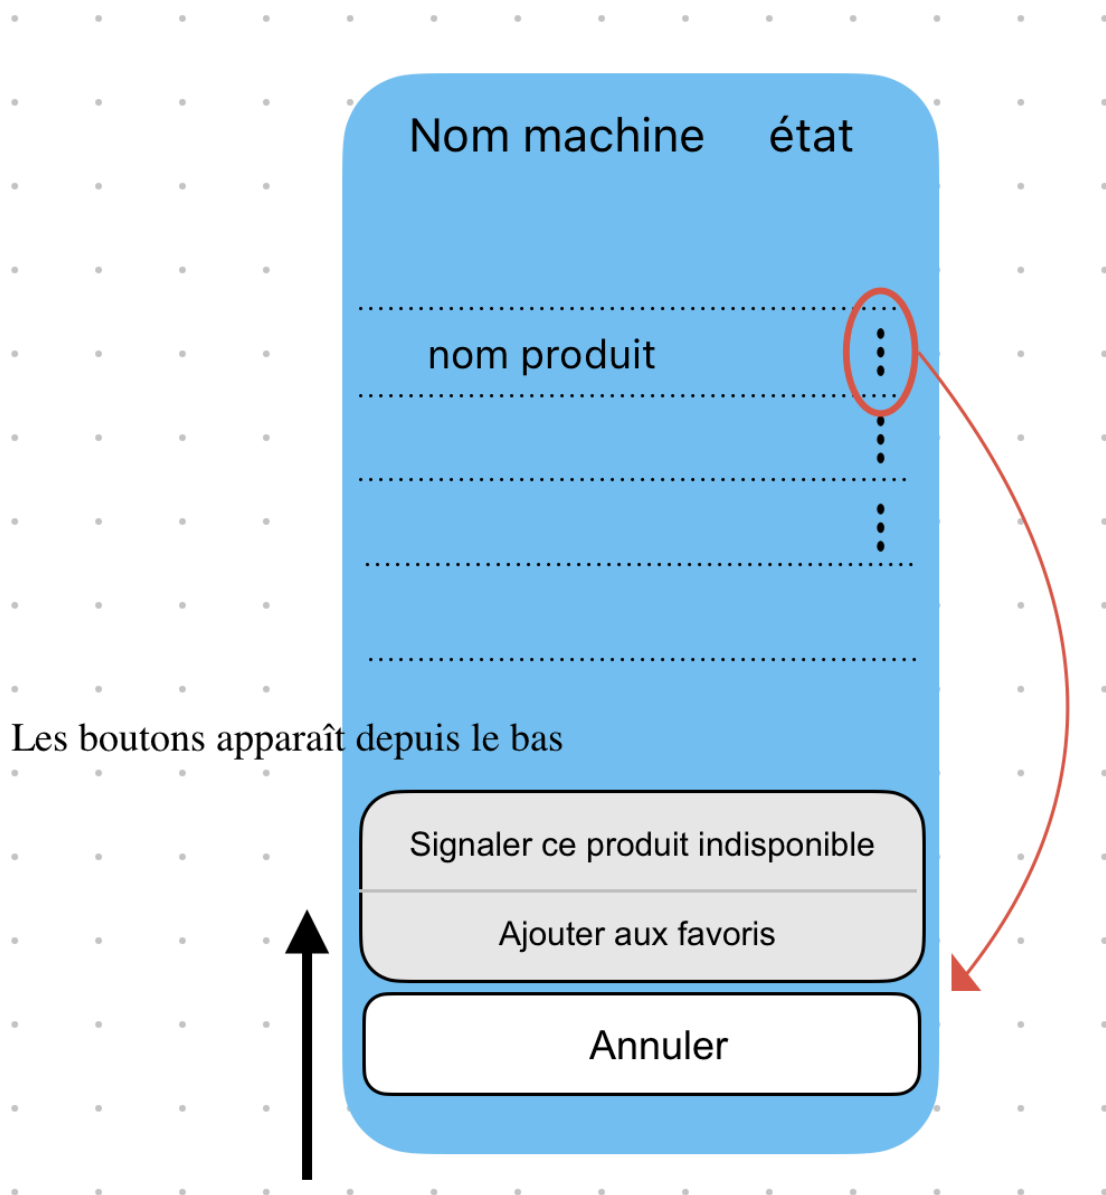 Nom machine état
nom produit
Les boutons apparaît depuis le bas
Signaler ce produit indisponible
Ajouter aux favoris
Annuler